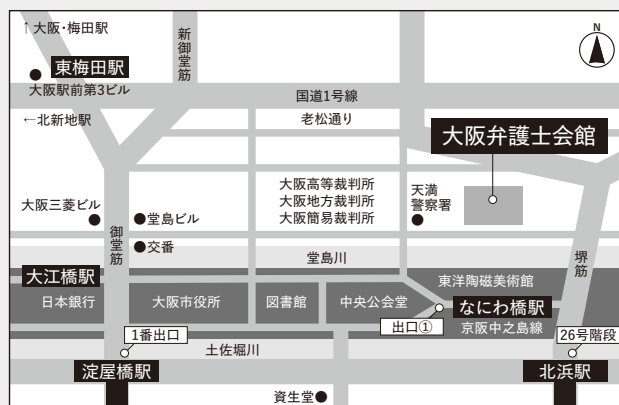 ↑大阪・梅田駅
新御堂筋
N
東梅田駅
大阪駅前第3ビル
国道1号線
←北新地駅
老松通り
大阪弁護士会館
大阪高等裁判所
大阪地方裁判所
大阪簡易裁判所
天満
警察署
大阪三菱ビル
御堂筋
堂島ビル
交番
堂島川
堺筋
大江橋駅
東洋陶磁美術館
日本銀行
大阪市役所
図書館
中央公会堂
なにわ橋駅
出口①
京阪中之島線
1番出口
土佐堀川
26号階段
淀屋橋駅
北浜駅
資生堂